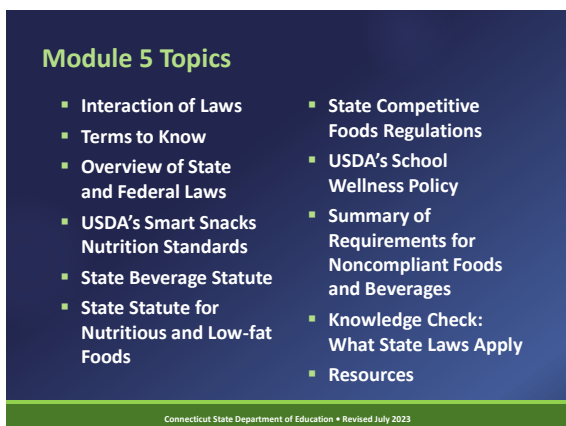 Module 5 Topics
▪ Interaction of Laws
▪ Terms to Know
▪ Overview of State
and Federal Laws
▪ USDA's Smart Snacks
Nutrition Standards
▪ State Beverage Statute
▪ State Statute for
Nutritious and Low-fat
Foods
▪ State Competitive
Foods Regulations
▪ USDA's School
Wellness Policy
▪ Summary of
Requirements for
Noncompliant Foods
and Beverages
▪ Knowledge Check:
What State Laws Apply
▪ Resources
Connecticut State Department of Education • Revised July 2023